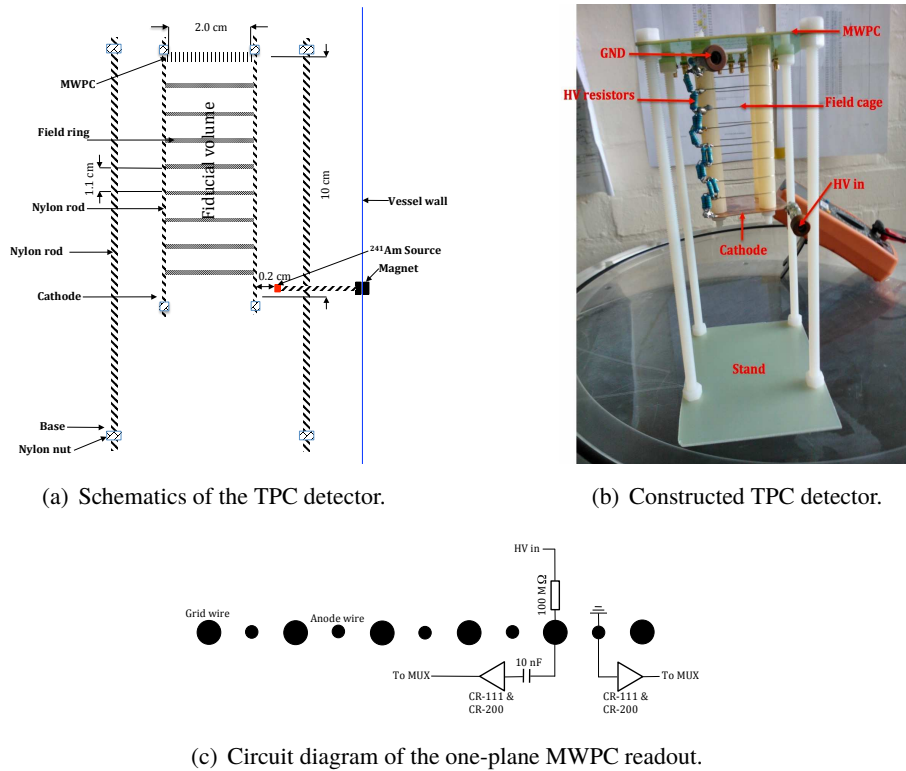 2.0 cm
MWPC
Field ring
1.1 cm
Nylon rod
Nylon rod
Cathode
Base
Nylon nut
Fiducial volume
10 cm
0.2 cm
Vessel wall
²⁴¹Am Source
Magnet
(a) Schematics of the TPC detector.
MWPC
GND
HV resistors
Field cage
HV in
Cathode
Stand
(b) Constructed TPC detector.
HV in
100 MΩ
Grid wire
Anode wire
10 nF
To MUX
CR-111 &
CR-200
To MUX
CR-111 &
CR-200
(c) Circuit diagram of the one-plane MWPC readout.